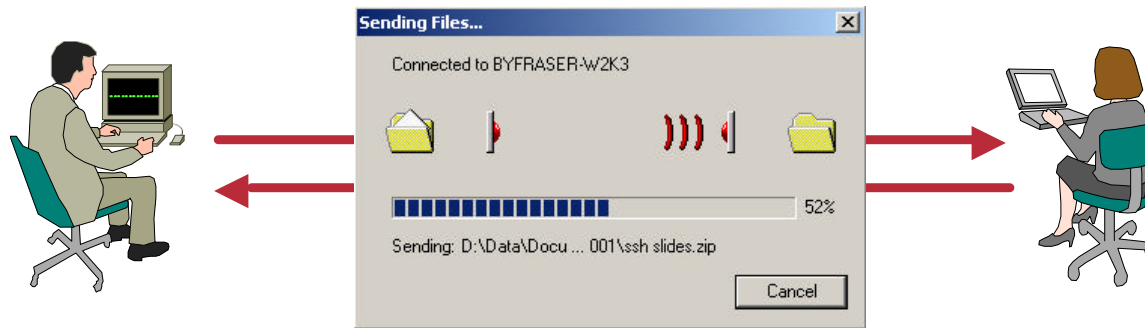 Sending Files...
Connected to BYFRASER-W2K3
52%
Sending: D:\Data\Docu ... 001\ssh slides.zip
Cancel